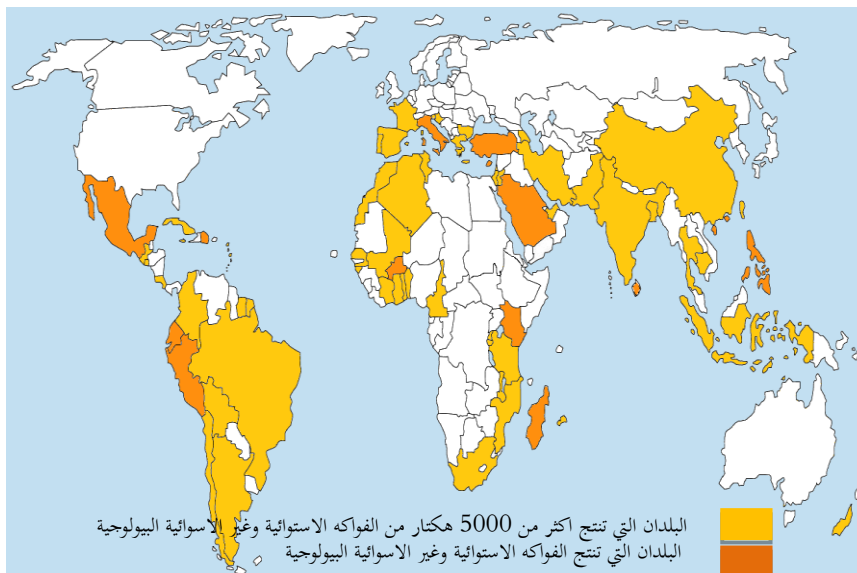 البلدان التي تنتج اكثر من 5000 هكتار من الفواكه الاستوائية وغير الاسوائية البيولوجية
البلدان التي تنتج الفواكه الاستوائية وغير الاسوائية البيولوجية